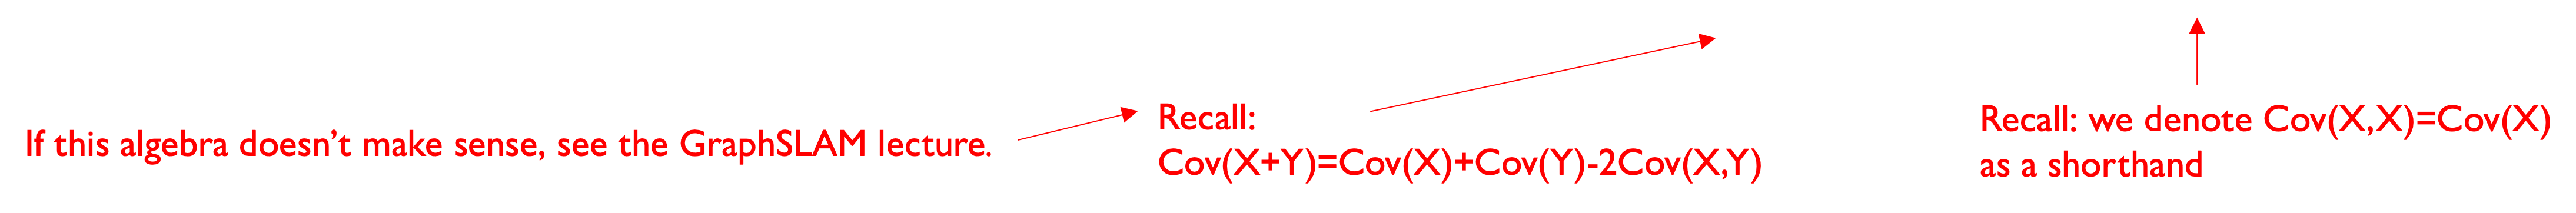 If this algebra doesn’t make sense, see the GraphSLAM lecture.
Recall:
Cov(X+Y)=Cov(X)+Cov(Y)-2Cov(X,Y)
Recall: we denote Cov(X,X)=Cov(X)
as a shorthand